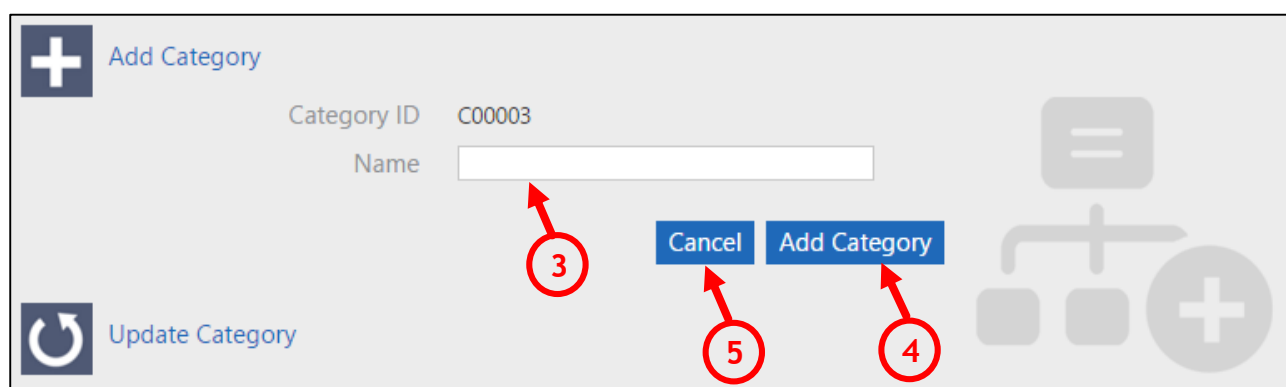 Add Category
Category ID C00003
Name
Cancel Add Category
3
5 4
Update Category